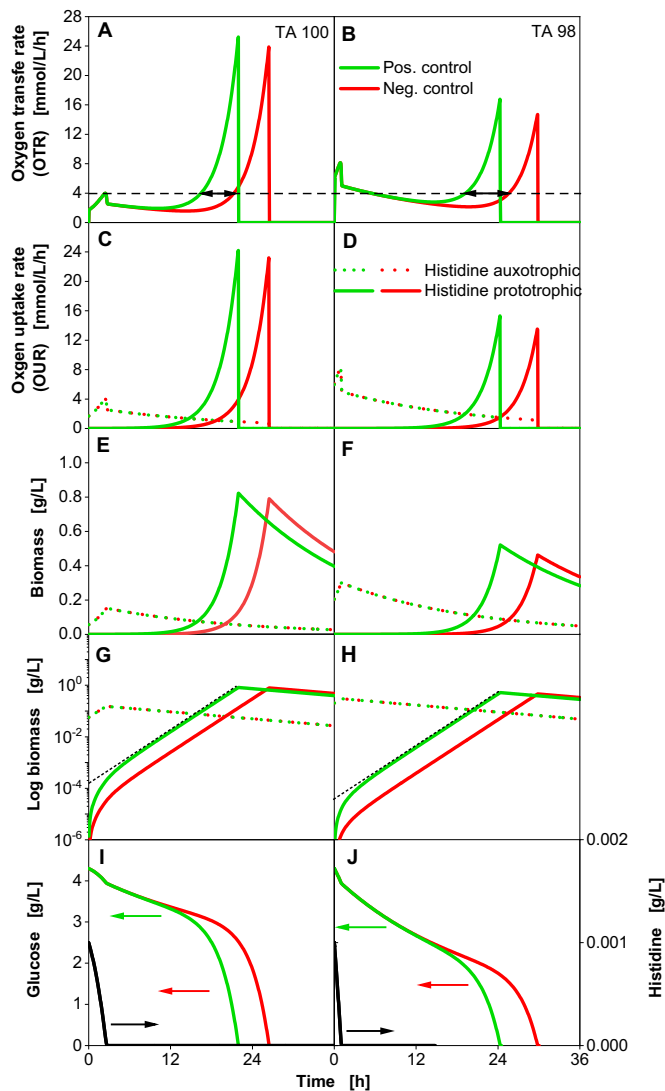 A
TA 100
B
TA 98
Oxygen transfe rate
(OTR) [mmol/L/h]
28
24
20
16
12
8
4
0
Pos. control
Neg. control
C
D
Oxgen uptake rate
(OUR) [mmol/L/h]
24
20
16
12
8
4
0
Histidine auxotrophic
Histidine prototrophic
E
F
Biomass [g/L]
1.0
0.8
0.6
0.4
0.2
0.0
G
H
Log biomass [g/L]
10^0
10^-2
10^-4
10^-6
I
J
Glucose [g/L]
4
3
2
1
0
0.002
0.001
0.000
Histidine [g/L]
0 12 24 0 12 24 36
Time [h]